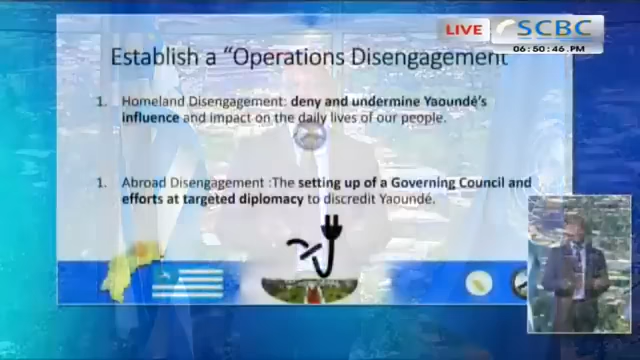 LIVE
SCBC
06:50:46 PM
Establish a “Operations Disengagement
1. Homeland Disengagement: deny and undermine Yaoundé’s
influence and impact on the daily lives of our people.
1. Abroad Disengagement :The setting up of a Governing Council and
efforts at targeted diplomacy to discredit Yaoundé.